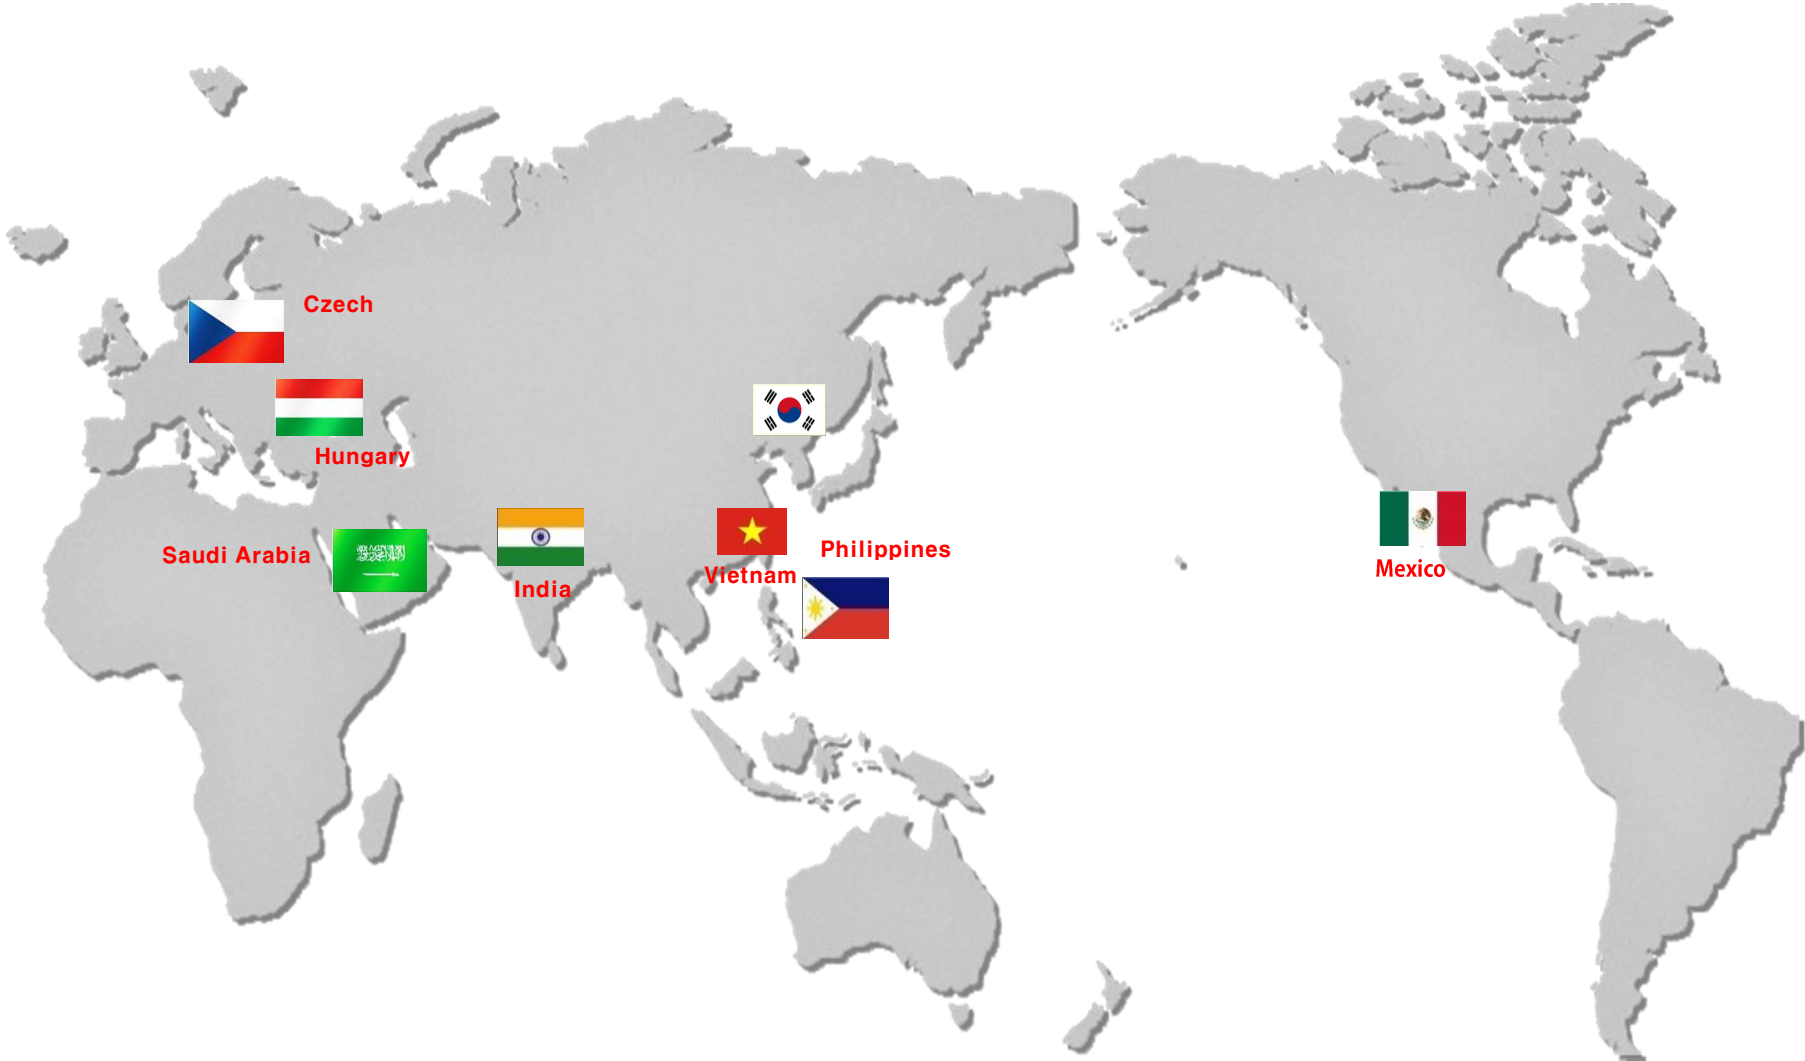 Czech
Hungary
Saudi Arabia
India
Vietnam
Philippines
Mexico